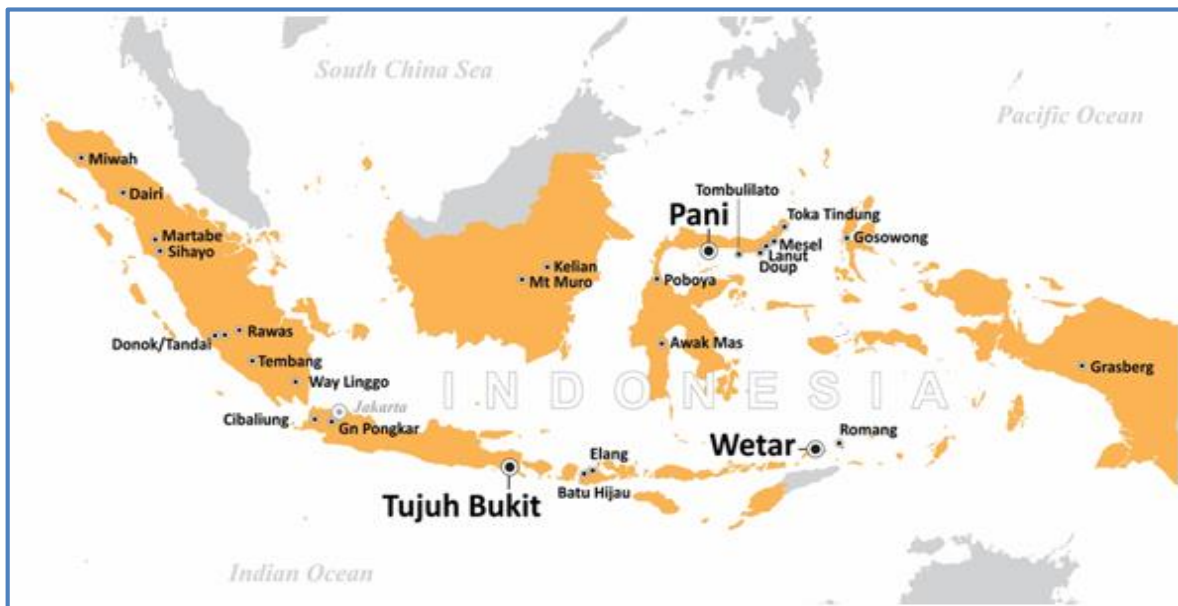 South China Sea
Pacific Ocean
Miwah
Dairi
Martabe
Sihayo
Tombulilato
Toka Tindung
Pani
Mesel
Gosowong
Lanut
Doup
Kelian
Mt Muro
Poboya
Rawas
Donok/Tandai
Tembang
Awak Mas
Way Linggo
Grasberg
INDONESIA
Jakarta
Cibaliung
Gn Pongkar
Romang
Wetar
Elang
Batu Hijau
Tujuh Bukit
Indian Ocean